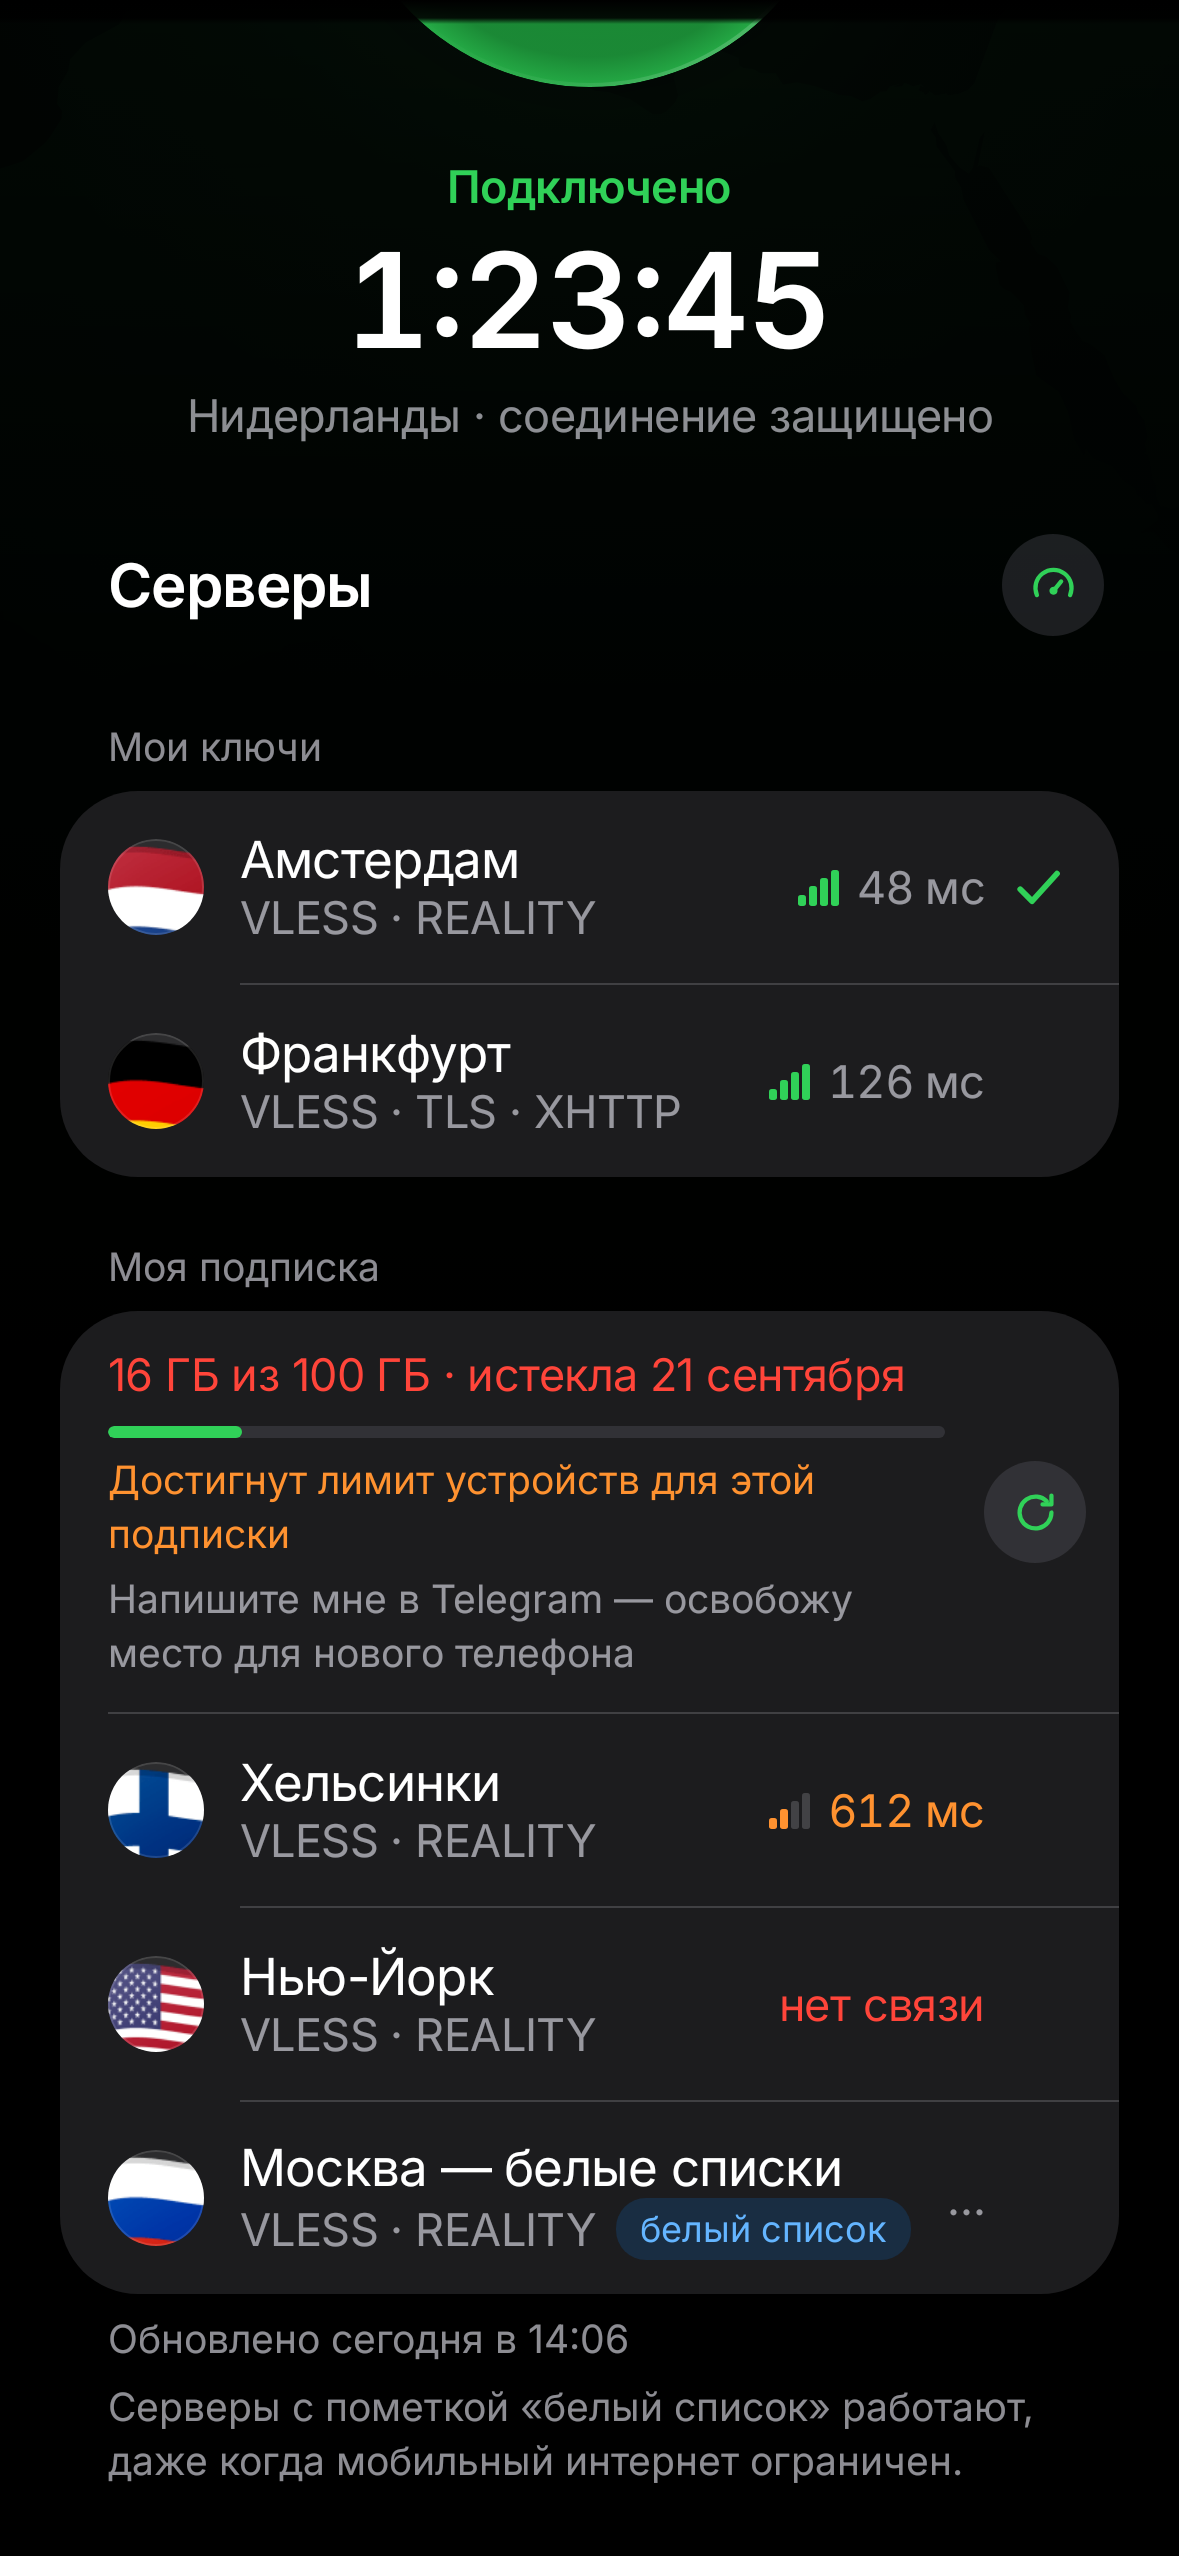 Подключено
1:23:45
Нидерланды · соединение защищено
Серверы
Мои ключи
Амстердам
VLESS · REALITY
48 мс
Франкфурт
VLESS · TLS · XHTTP
126 мс
Моя подписка
16 ГБ из 100 ГБ · истекла 21 сентября
Достигнут лимит устройств для этой
подписки
Напишите мне в Telegram — освобожу
место для нового телефона
Хельсинки
VLESS · REALITY
612 мс
Нью-Йорк
VLESS · REALITY
нет связи
Москва — белые списки
VLESS · REALITY белый список
...
Обновлено сегодня в 14:06
Серверы с пометкой «белый список» работают,
даже когда мобильный интернет ограничен.